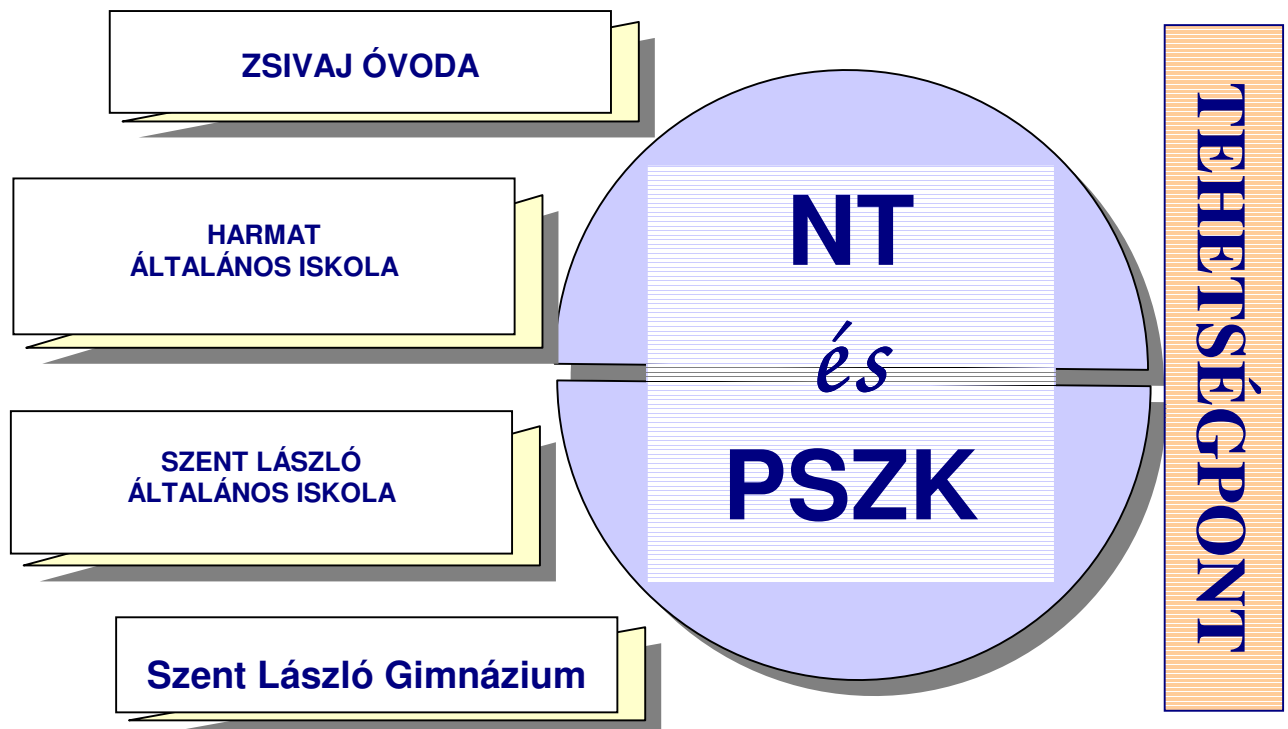 ZSIVAJ ÓVODA
HARMAT
ÁLTALÁNOS ISKOLA
SZENT LÁSZLÓ
ÁLTALÁNOS ISKOLA
Szent László Gimnázium
NT
és
PSZK
TEHETSÉGPONT